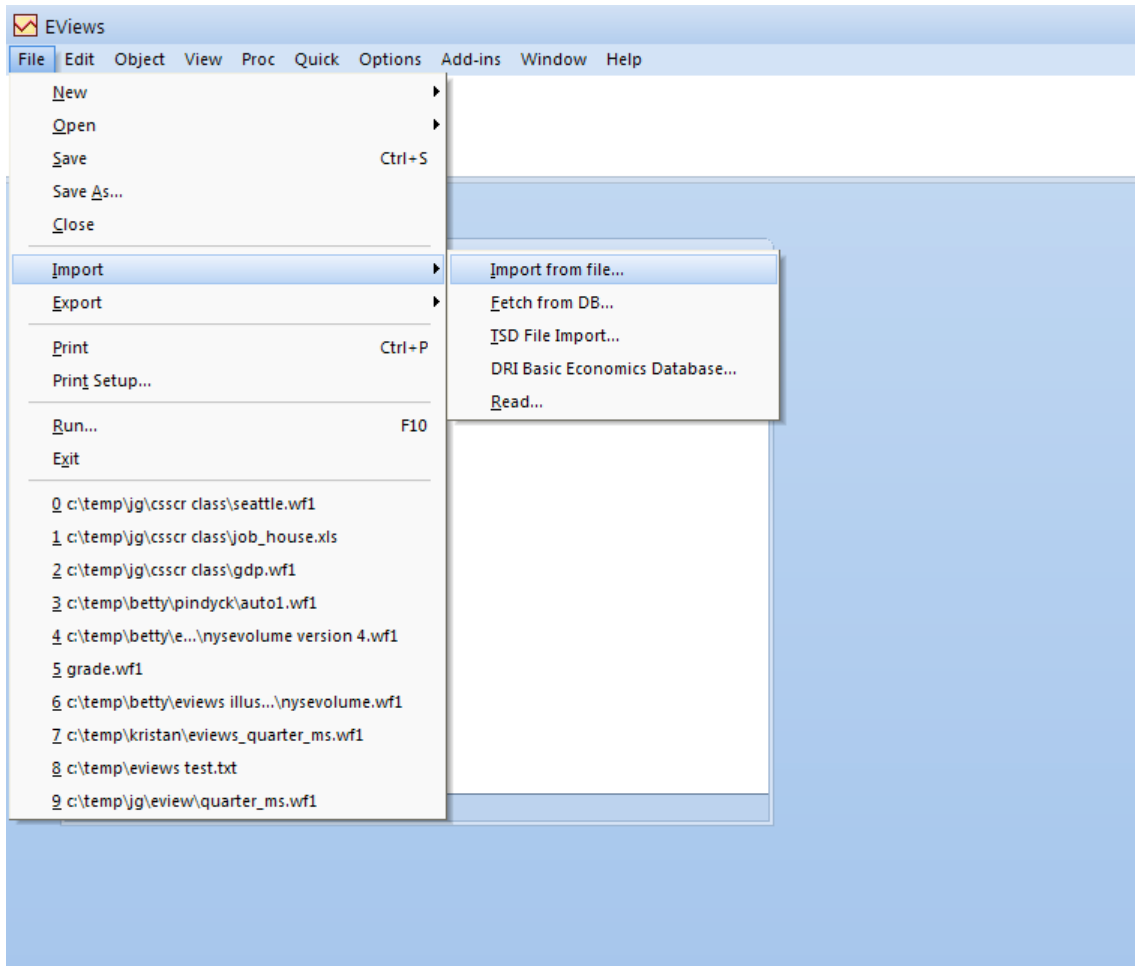 EViews
File Edit Object View Proc Quick Options Add-ins Window Help
New
Open
Save Ctrl+S
Save As...
Close
Import
Export
Print Ctrl+P
Print Setup...
Run... F10
Exit
0 c:\temp\jg\csscr class\seattle.wf1
1 c:\temp\jg\csscr class\job_house.xls
2 c:\temp\jg\csscr class\gdp.wf1
3 c:\temp\betty\pindyck\auto1.wf1
4 c:\temp\betty\e...\nysevolume version 4.wf1
5 grade.wf1
6 c:\temp\betty\eviews illus...\nysevolume.wf1
7 c:\temp\kristan\eviews_quarter_ms.wf1
8 c:\temp\eviews test.txt
9 c:\temp\jg\eview\quarter_ms.wf1
Import from file...
Fetch from DB...
TSD File Import...
DRI Basic Economics Database...
Read...